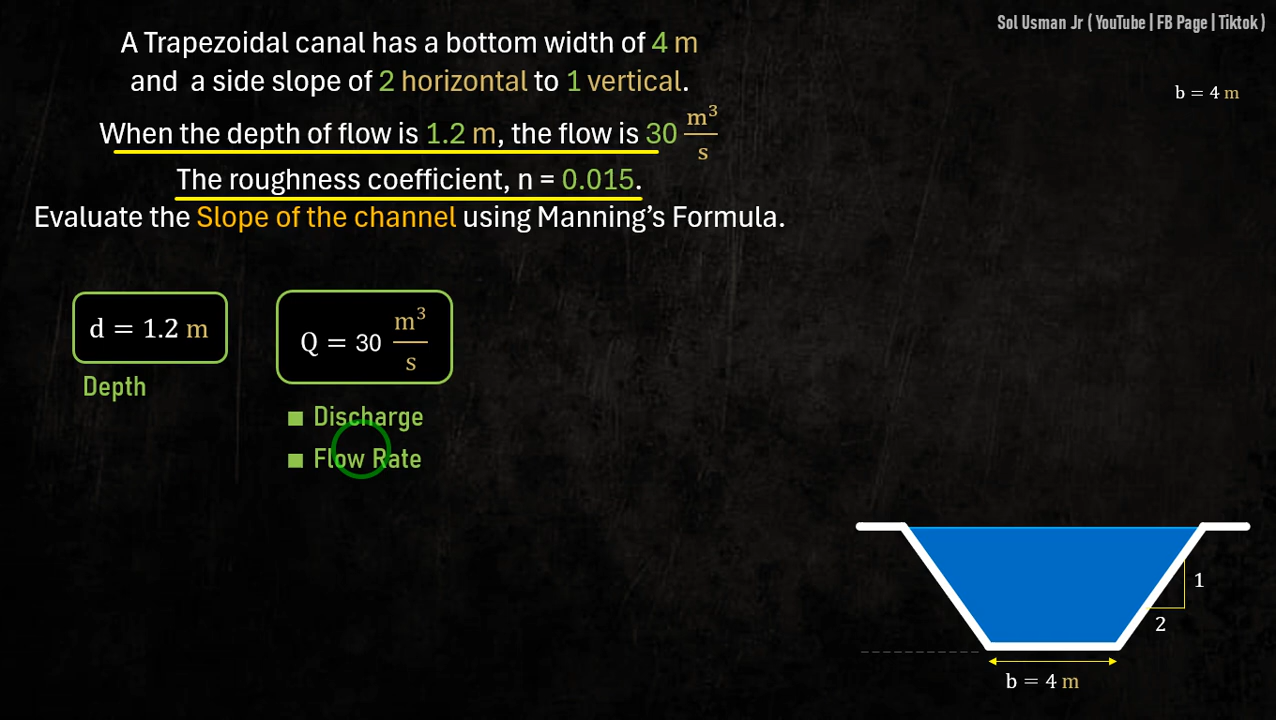 Sol Usman Jr ( YouTube | FB Page | Tiktok )
A Trapezoidal canal has a bottom width of 4 m
and a side slope of 2 horizontal to 1 vertical.
b = 4 m
When the depth of flow is 1.2 m, the flow is 30 m³/s
The roughness coefficient, n = 0.015.
Evaluate the Slope of the channel using Manning's Formula.
d = 1.2 m
Depth
Q = 30 m³/s
■ Discharge
■ Flow Rate
1
2
b = 4 m